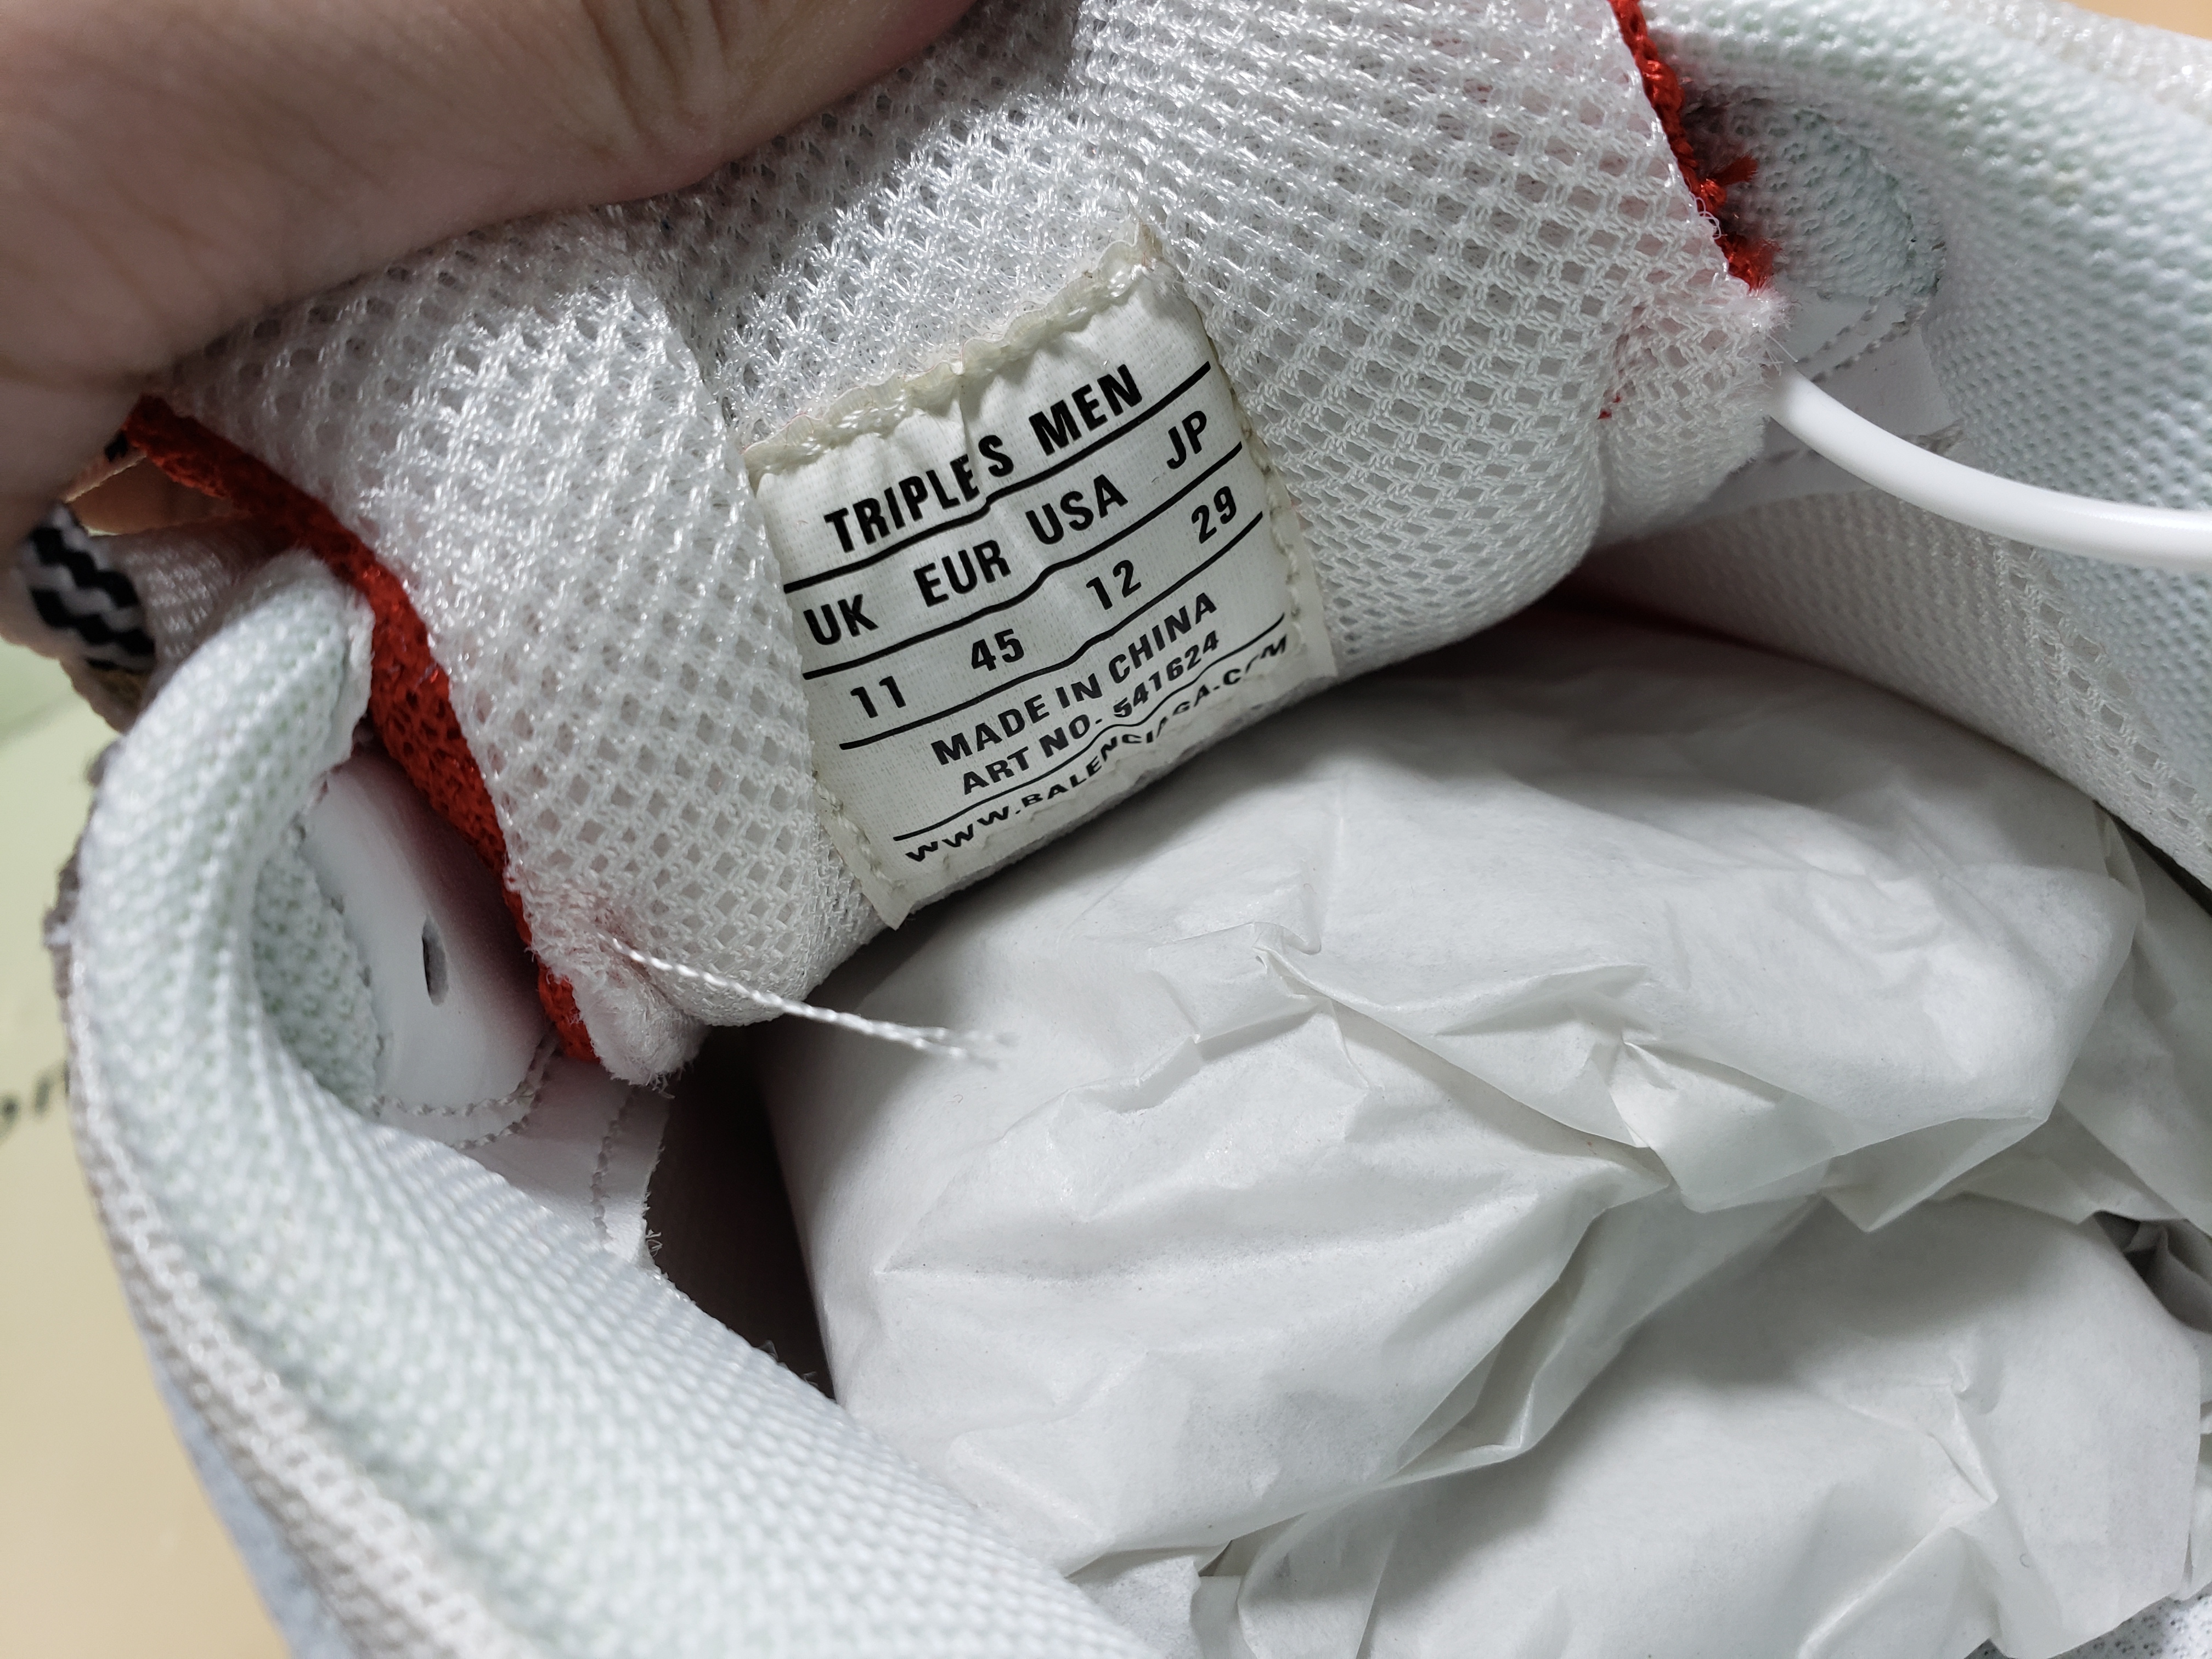 TRIPLE S MEN
UK EUR USA JP
11 45 12 29
MADE IN CHINA
ART NO- 541624
WWW.BALENCIAGA.COM